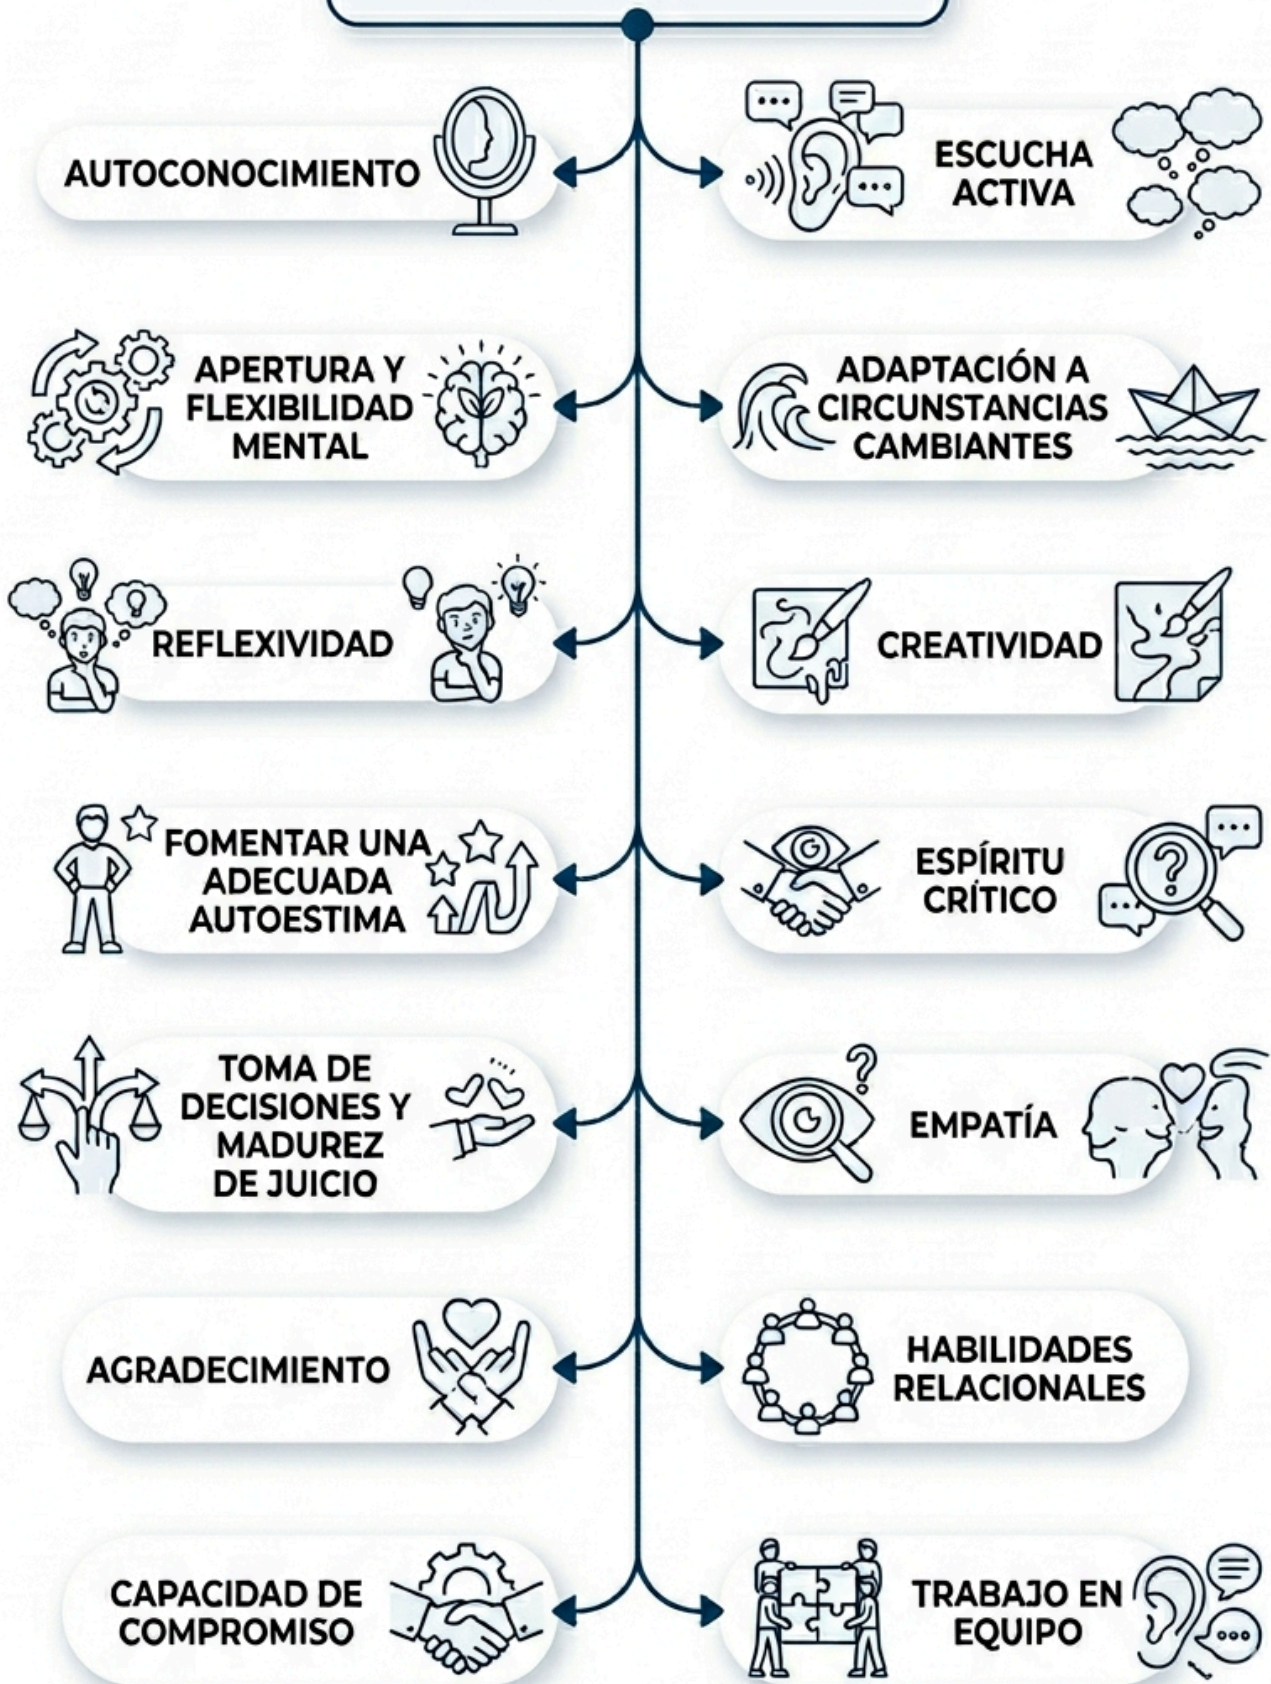 AUTOCONOCIMIENTO
ESCUCHA
ACTIVA
APERTURA Y
FLEXIBILIDAD
MENTAL
ADAPTACIÓN A
CIRCUNSTANCIAS
CAMBIANTES
REFLEXIVIDAD
CREATIVIDAD
FOMENTAR UNA
ADECUADA
AUTOESTIMA
ESPÍRITU
CRÍTICO
TOMA DE
DECISIONES Y
MADUREZ
DE JUICIO
EMPATÍA
AGRADECIMIENTO
HABILIDADES
RELACIONALES
CAPACIDAD DE
COMPROMISO
TRABAJO EN
EQUIPO